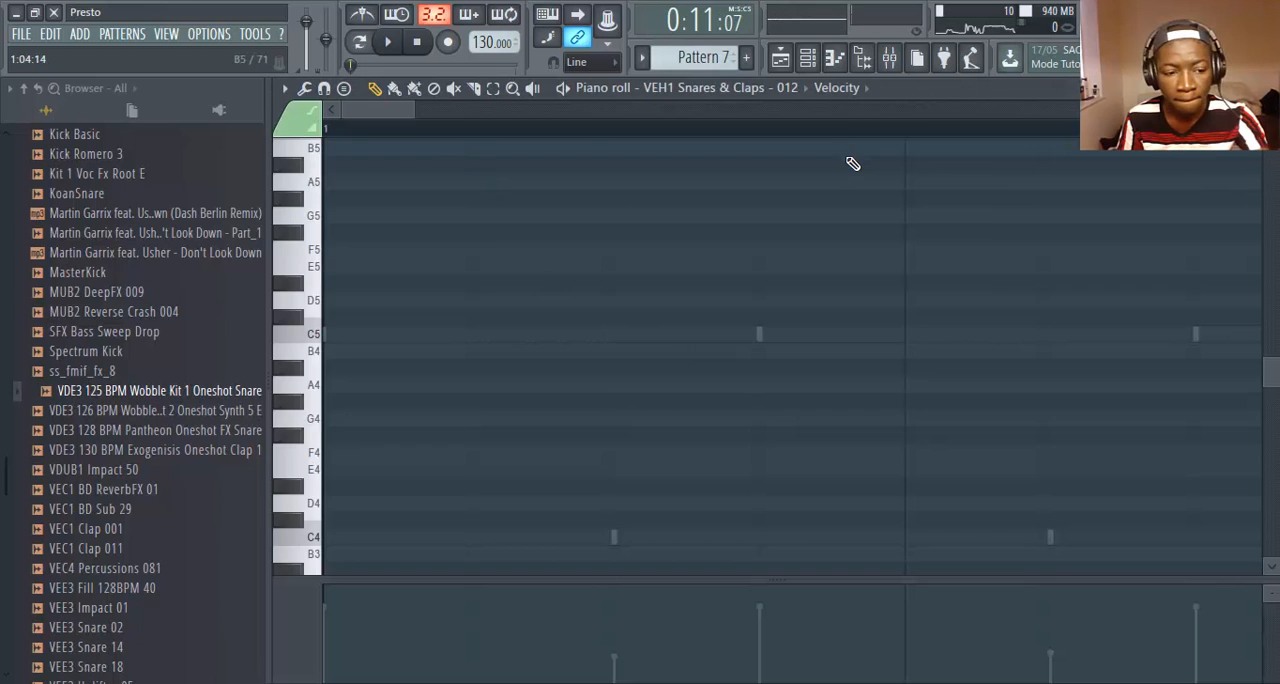 Presto
3.2.
0:11:07
M:S:CS
10
940 MB
0
FILE EDIT ADD PATTERNS VIEW OPTIONS TOOLS ?
130.000
Line
Pattern 7
17/05 SAC
Mode Tuto
1:04:14
B5 / 71
Browser - All
Piano roll - VEH1 Snares & Claps - 012
Velocity
1
Kick Basic
Kick Romero 3
Kit 1 Voc Fx Root E
KoanSnare
Martin Garrix feat. Us..wn (Dash Berlin Remix)
Martin Garrix feat. Ush..'t Look Down - Part_1
Martin Garrix feat. Usher - Don't Look Down
MasterKick
MUB2 DeepFX 009
MUB2 Reverse Crash 004
SFX Bass Sweep Drop
Spectrum Kick
ss_fmif_fx_8
VDE3 125 BPM Wobble Kit 1 Oneshot Snare
VDE3 126 BPM Wobble..t 2 Oneshot Synth 5 E
VDE3 128 BPM Pantheon Oneshot FX Snare
VDE3 130 BPM Exogenisis Oneshot Clap 1
VDUB1 Impact 50
VEC1 BD ReverbFX 01
VEC1 BD Sub 29
VEC1 Clap 001
VEC1 Clap 011
VEC4 Percussions 081
VEE3 Fill 128BPM 40
VEE3 Impact 01
VEE3 Snare 02
VEE3 Snare 14
VEE3 Snare 18
B5
A5
G5
F5
E5
D5
C5
B4
A4
G4
F4
E4
D4
C4
B3